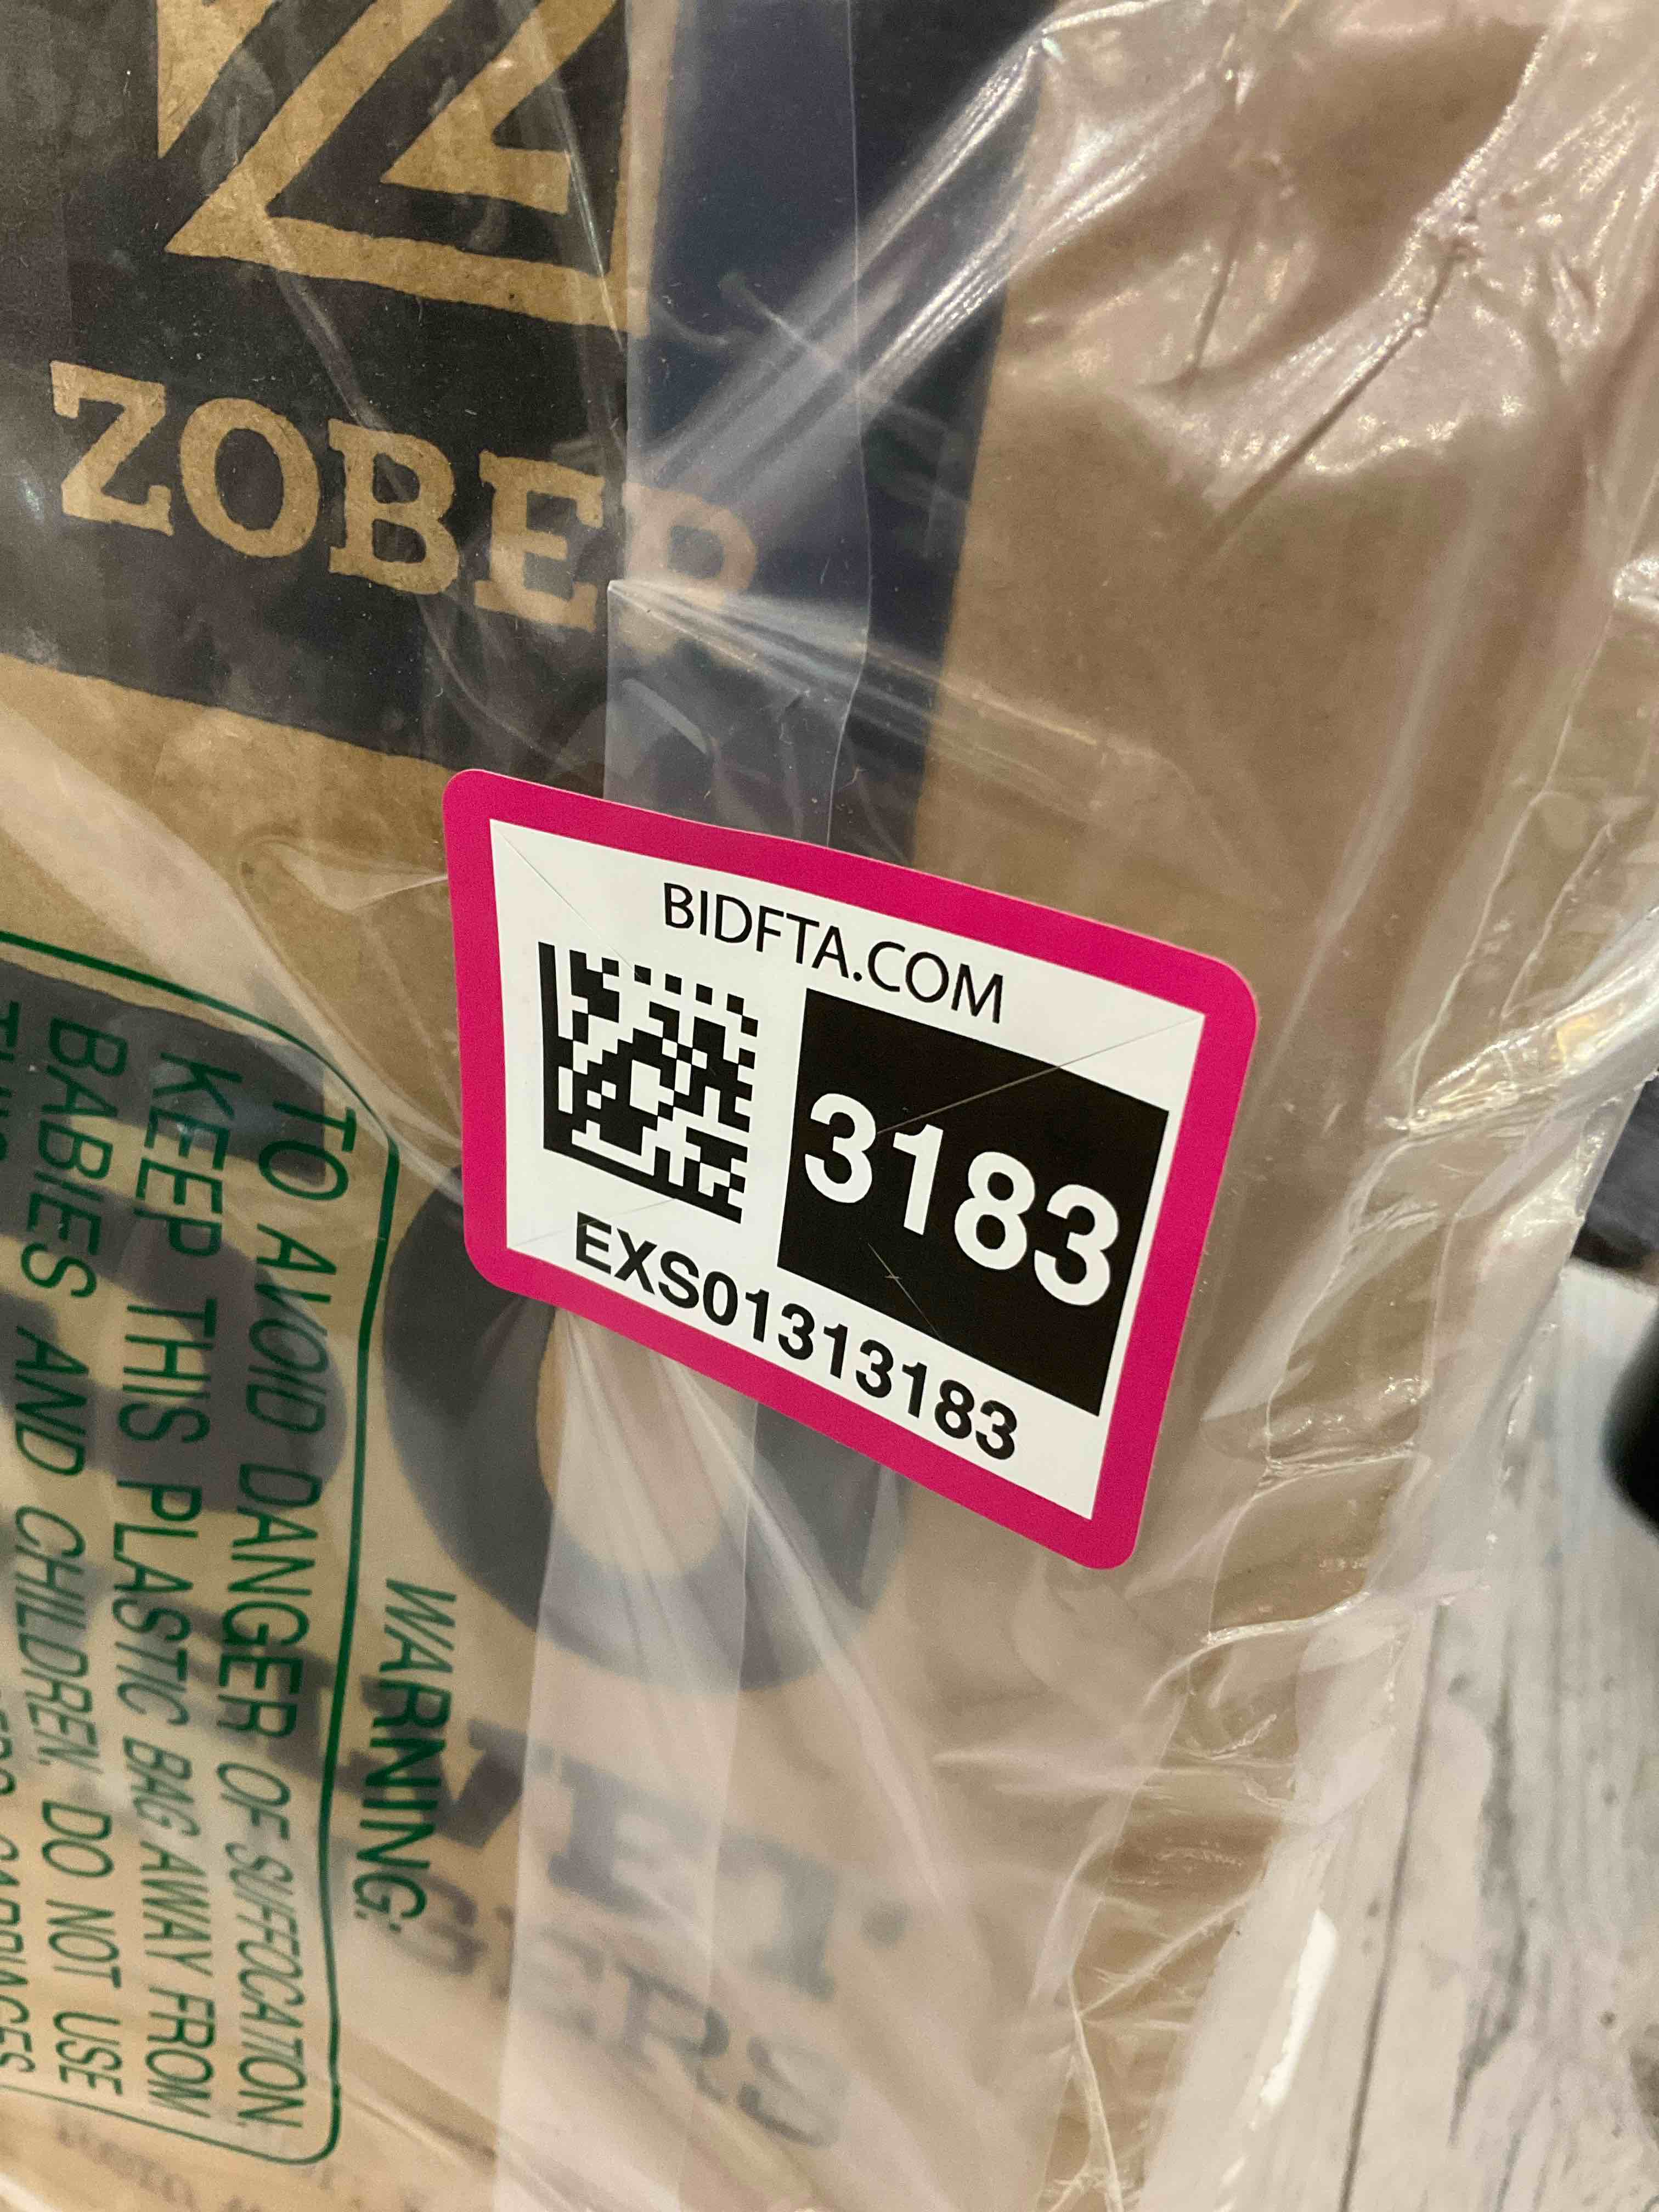 ZOBER
BIDFTA.COM
3183
EXS01313183
WARNING:
TO AVOID DANGER OF SUFFOCATION,
KEEP THIS PLASTIC BAG AWAY FROM
BABIES AND CHILDREN. DO NOT USE